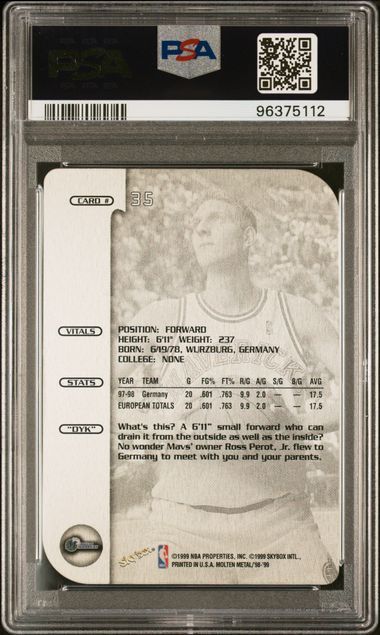 PSA
PSA
96375112
CARD # 35
VITALS
POSITION: FORWARD
HEIGHT: 6'11" WEIGHT: 237
BORN: 6/19/78, WURZBURG, GERMANY
COLLEGE: NONE
STATS
YEAR TEAM G FG% FT% R/G A/G S/G B/G AVG
97-98 Germany 20 .601 .763 9.9 2.0 — — 17.5
EUROPEAN TOTALS 20 .601 .763 9.9 2.0 — — 17.5
"DYK"
What's this? A 6'11" small forward who can
drain it from the outside as well as the inside?
No wonder Mavs' owner Ross Perot, Jr. flew to
Germany to meet with you and your parents.
SKYBOX
NBA
©1999 NBA PROPERTIES, INC. ©1999 SKYBOX INTL.,
PRINTED IN U.S.A. MOLTEN METAL/'98-'99